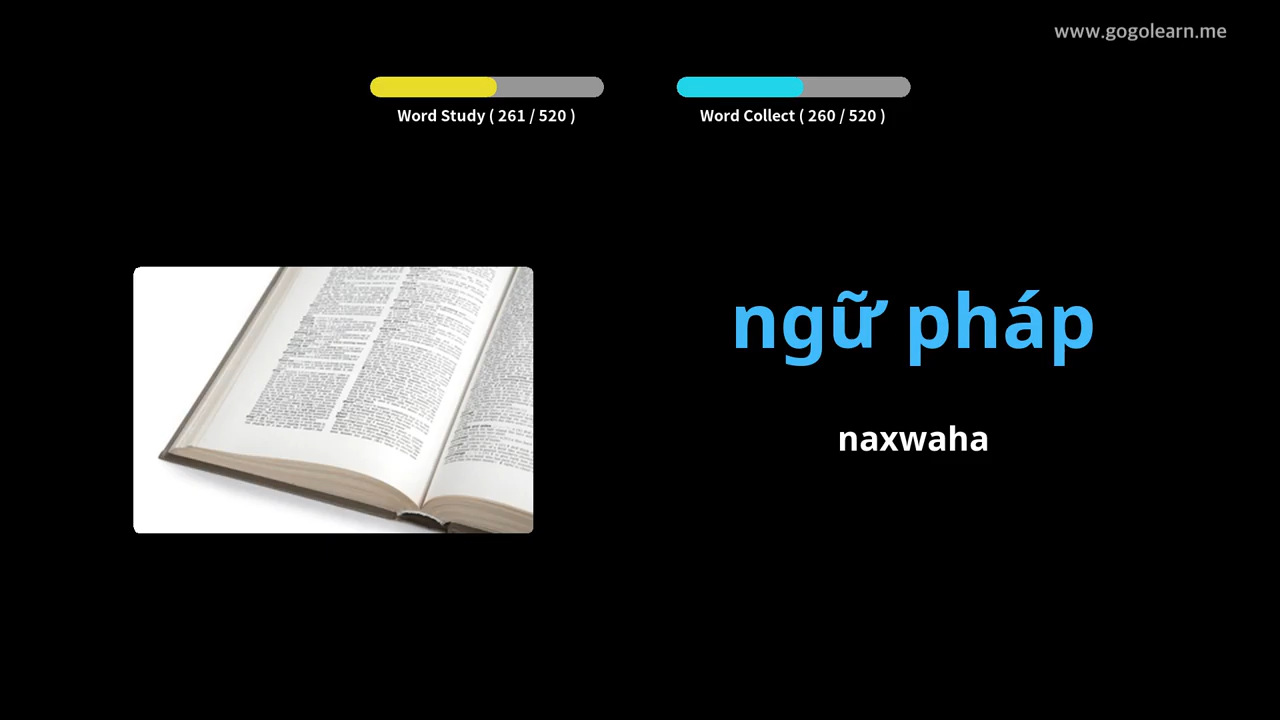 www.gogolearn.me
Word Study ( 261 / 520 )
Word Collect ( 260 / 520 )
ngữ pháp
naxwaha